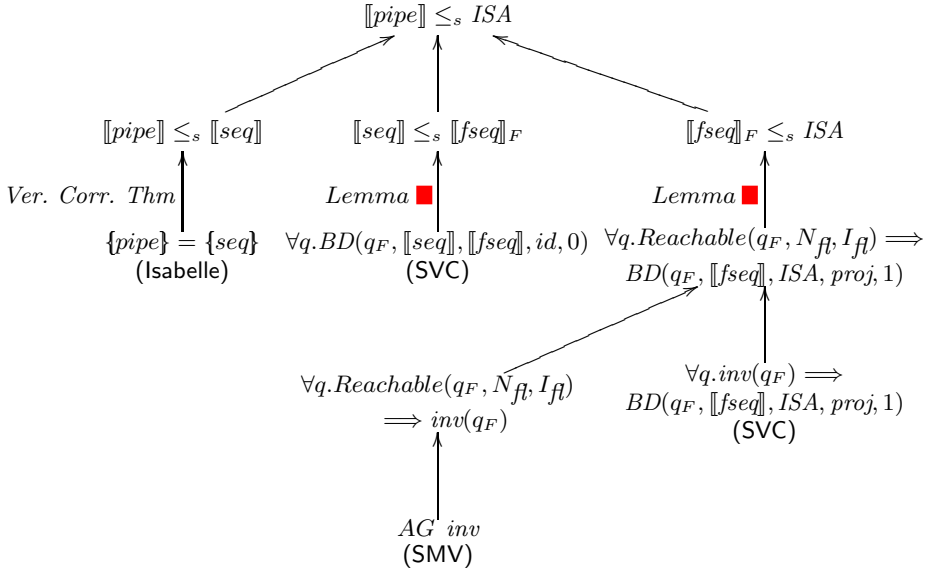 ⟦pipe⟧ ≤s ISA
⟦pipe⟧ ≤s ⟦seq⟧
⟦seq⟧ ≤s ⟦fseq⟧F
⟦fseq⟧F ≤s ISA
Ver. Corr. Thm
Lemma
Lemma
{pipe} = {seq}
(Isabelle)
∀q.BD(qF, ⟦seq⟧, ⟦fseq⟧, id, 0)
(SVC)
∀q.Reachable(qF, Nfl, Ifl) ⟹
BD(qF, ⟦fseq⟧, ISA, proj, 1)
∀q.Reachable(qF, Nfl, Ifl)
⟹ inv(qF)
∀q.inv(qF) ⟹
BD(qF, ⟦fseq⟧, ISA, proj, 1)
(SVC)
AG inv
(SMV)